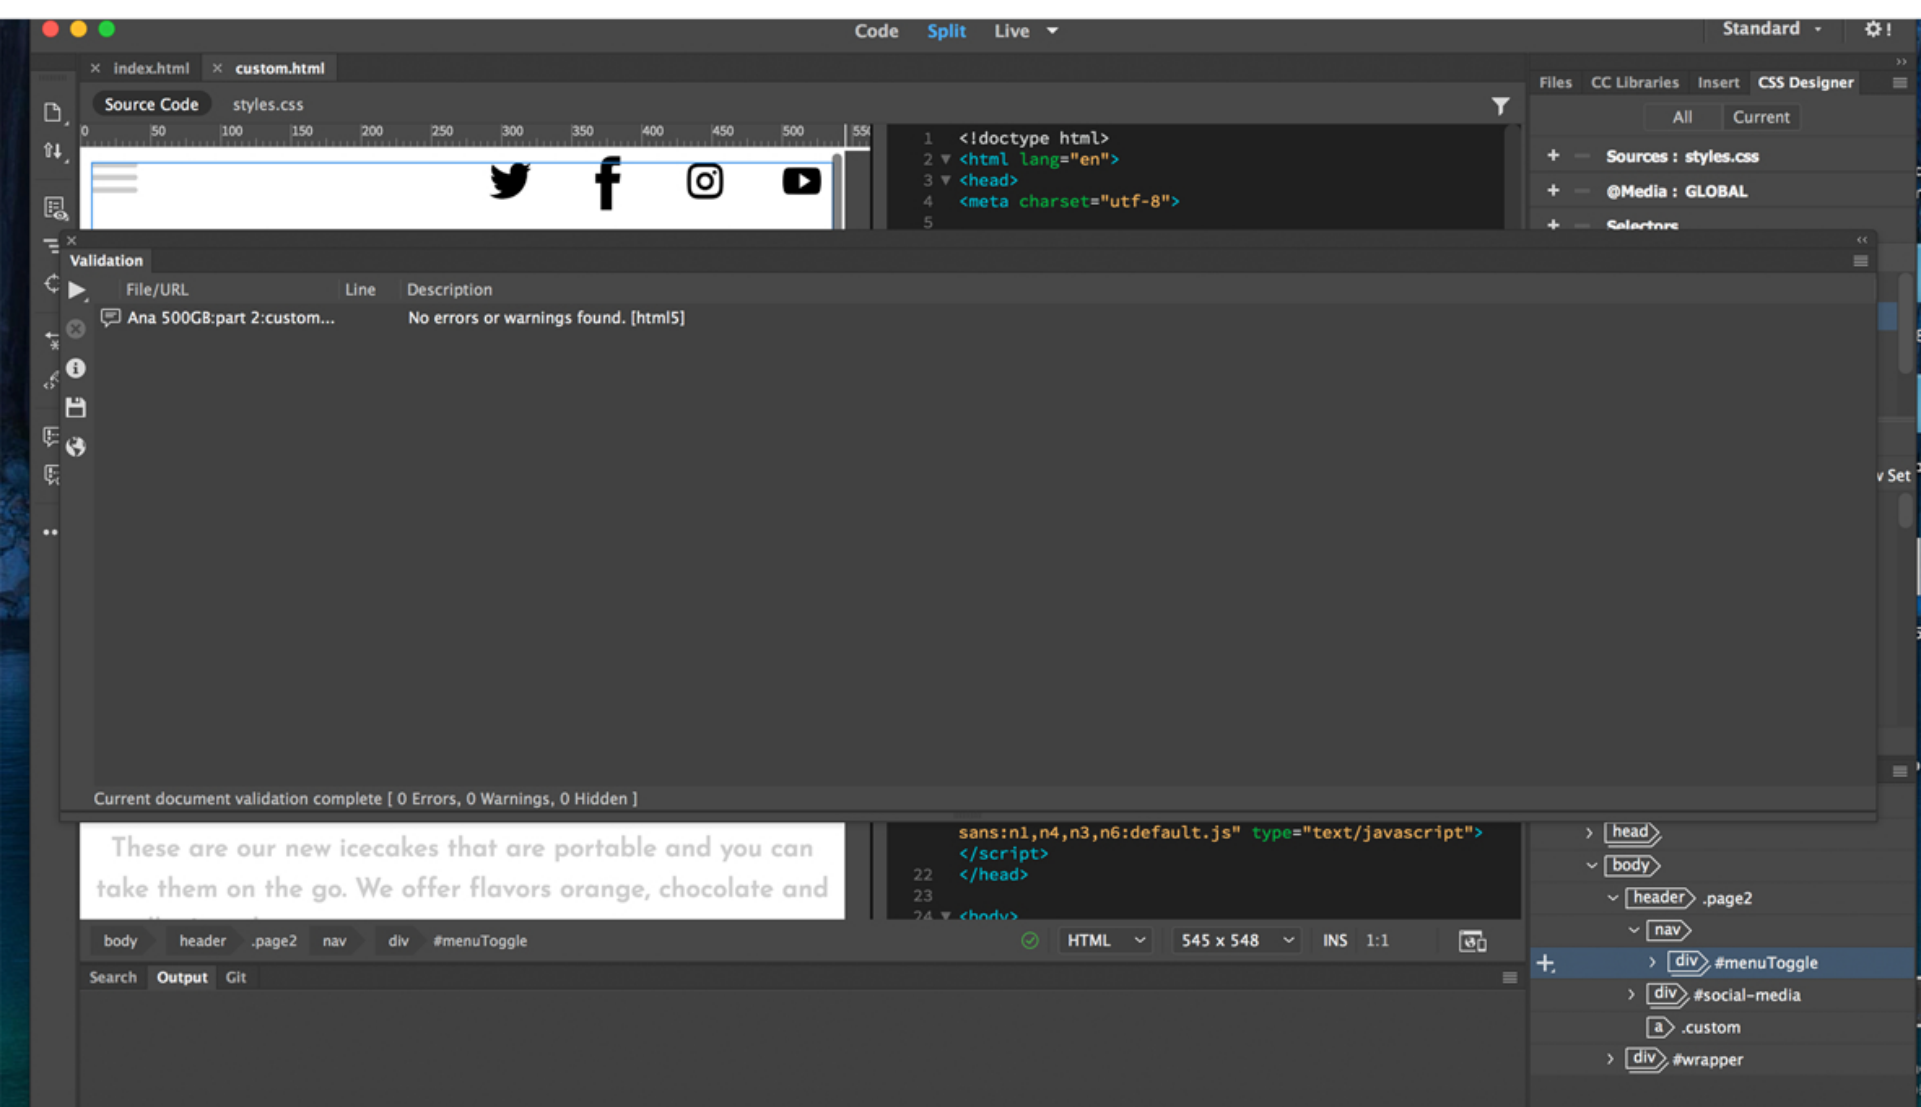 Code Split Live
Standard
index.html custom.html
Files CC Libraries Insert CSS Designer
Source Code styles.css
All Current
0 50 100 150 200 250 300 350 400 450 500 550
1 <!doctype html>
2 <html lang="en">
3 <head>
4 <meta charset="utf-8">
5
Sources : styles.css
@Media : GLOBAL
Selectors
Validation
File/URL Line Description
Ana 500GB:part 2:custom... No errors or warnings found. [html5]
Set
Current document validation complete [ 0 Errors, 0 Warnings, 0 Hidden ]
These are our new icecakes that are portable and you can
take them on the go. We offer flavors orange, chocolate and
sans:n1,n4,n3,n6:default.js" type="text/javascript">
</script>
22 </head>
23
24 <body>
head
body
header .page2
nav
div #menuToggle
div #social-media
a .custom
div #wrapper
body header .page2 nav div #menuToggle
HTML 545 x 548 INS 1:1
Search Output Git